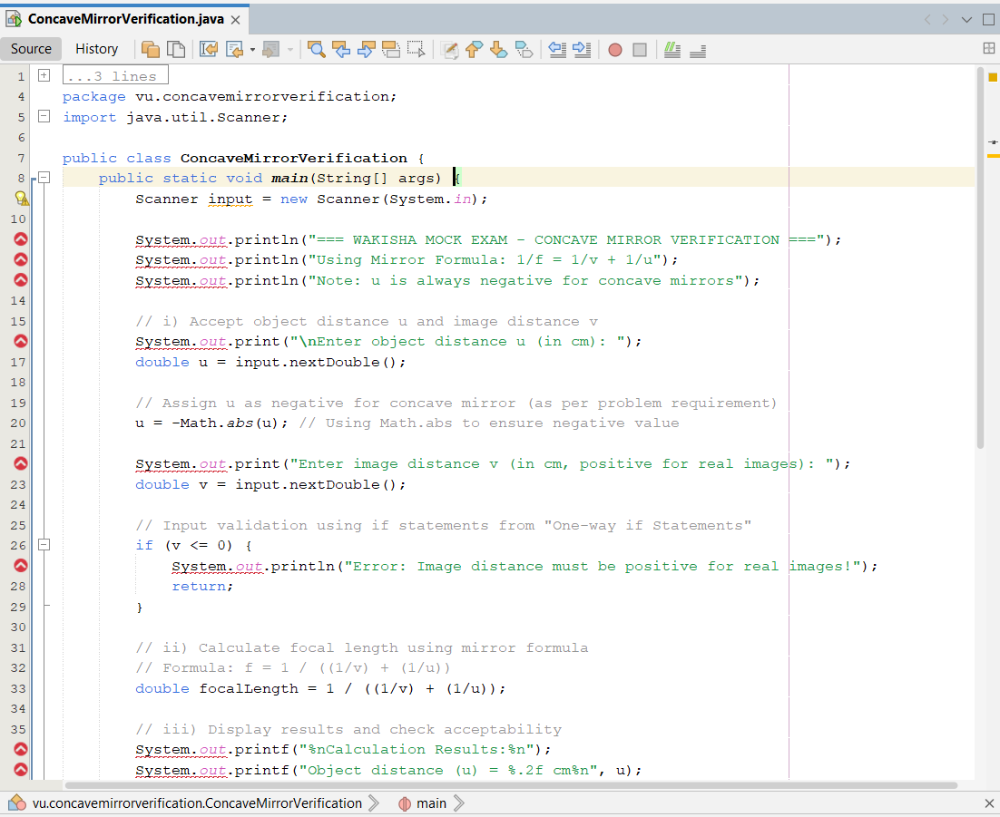 ConcaveMirrorVerification.java
Source History
1 ...3 lines
4 package vu.concavemirrorverification;
5 import java.util.Scanner;
6
7 public class ConcaveMirrorVerification {
8 public static void main(String[] args) {
Scanner input = new Scanner(System.in);
10
System.out.println("=== WAKISHA MOCK EXAM - CONCAVE MIRROR VERIFICATION ===");
System.out.println("Using Mirror Formula: 1/f = 1/v + 1/u");
System.out.println("Note: u is always negative for concave mirrors");
14
15 // i) Accept object distance u and image distance v
System.out.print("\nEnter object distance u (in cm): ");
17 double u = input.nextDouble();
18
19 // Assign u as negative for concave mirror (as per problem requirement)
20 u = -Math.abs(u); // Using Math.abs to ensure negative value
21
System.out.print("Enter image distance v (in cm, positive for real images): ");
23 double v = input.nextDouble();
24
25 // Input validation using if statements from "One-way if Statements"
26 if (v <= 0) {
System.out.println("Error: Image distance must be positive for real images!");
28 return;
29 }
30
31 // ii) Calculate focal length using mirror formula
32 // Formula: f = 1 / ((1/v) + (1/u))
33 double focalLength = 1 / ((1/v) + (1/u));
34
35 // iii) Display results and check acceptability
System.out.printf("%nCalculation Results:%n");
System.out.printf("Object distance (u) = %.2f cm%n", u);
vu.concavemirrorverification.ConcaveMirrorVerification main